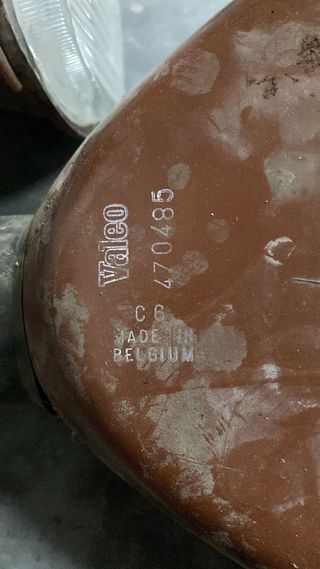 Valeo
470485
C6
MADE IN
BELGIUM